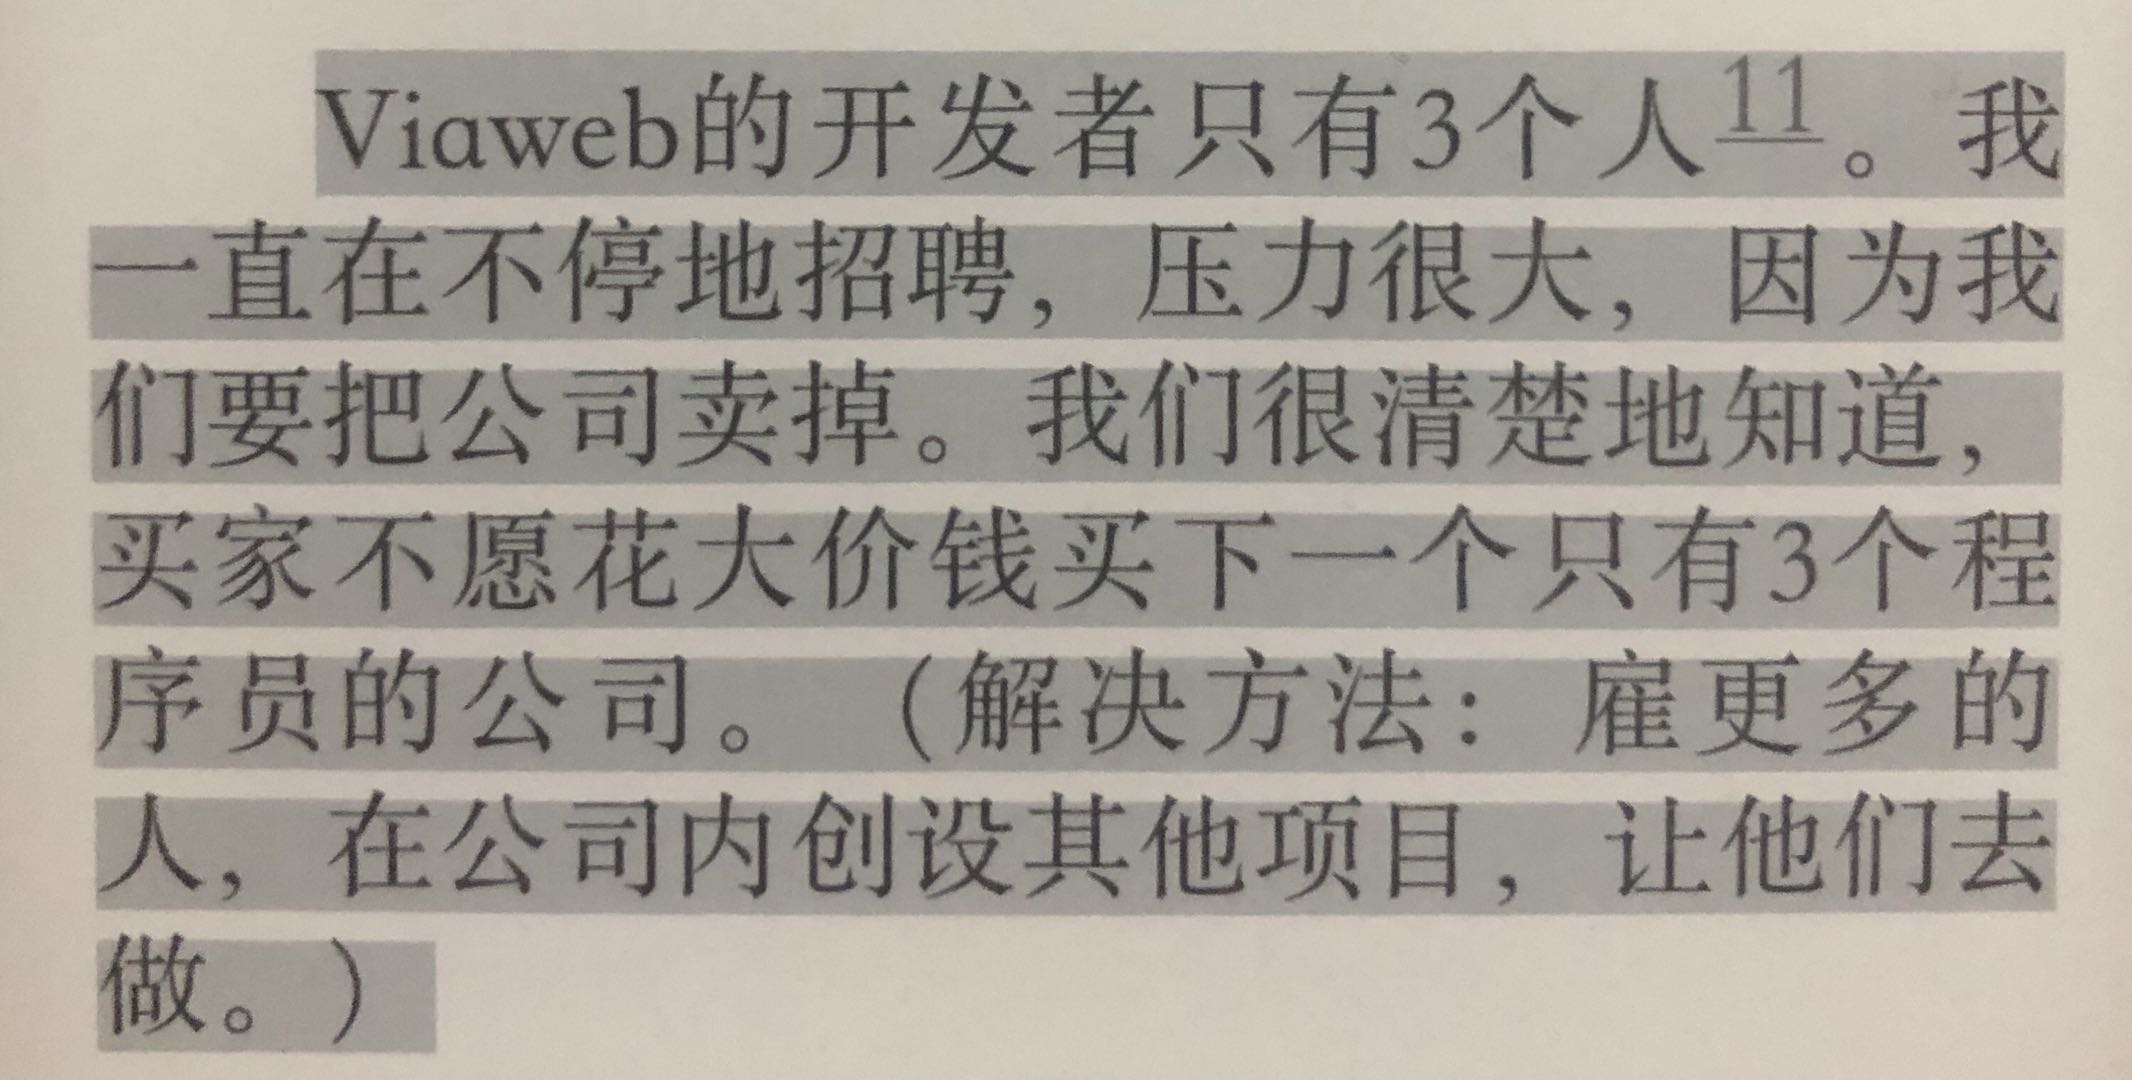 Viaweb的开发者只有3个人11。我
一直在不停地招聘，压力很大，因为我
们要把公司卖掉。我们很清楚地知道，
买家不愿花大价钱买下一个只有3个程
序员的公司。（解决方法：雇更多的
人，在公司内创设其他项目，让他们去
做。）